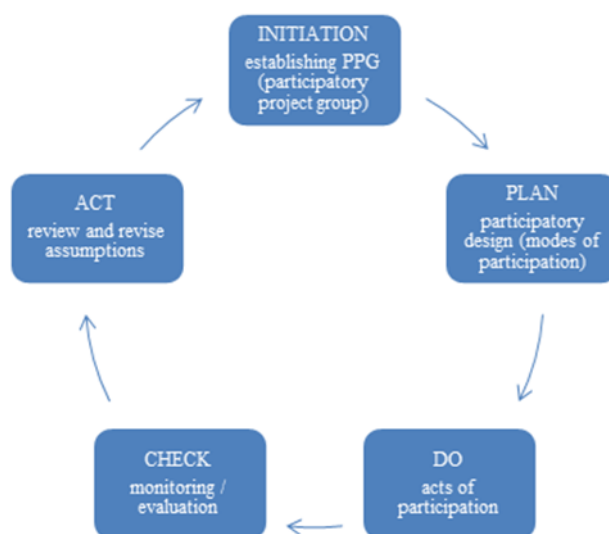 INITIATION
establishing PPG
(participatory
project group)
PLAN
participatory
design (modes of
participation)
DO
acts of
participation
CHECK
monitoring /
evaluation
ACT
review and revise
assumptions